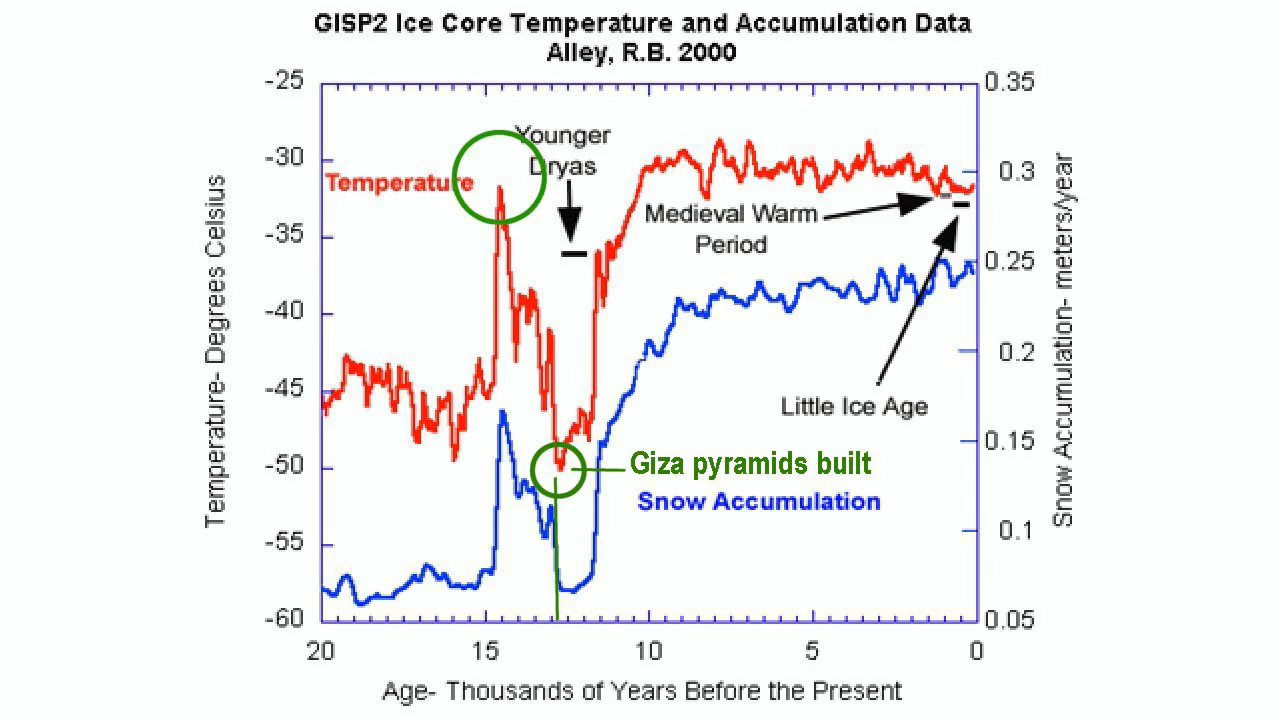 GISP2 Ice Core Temperature and Accumulation Data
Alley, R.B. 2000
-25
-30
-35
-40
-45
-50
-55
-60
0.35
0.3
0.25
0.2
0.15
0.1
0.05
Temperature- Degrees Celsius
Snow Accumulation- meters/year
Younger
Dryas
Temperature
Medieval Warm
Period
Little Ice Age
Giza pyramids built
Snow Accumulation
20 15 10 5 0
Age- Thousands of Years Before the Present